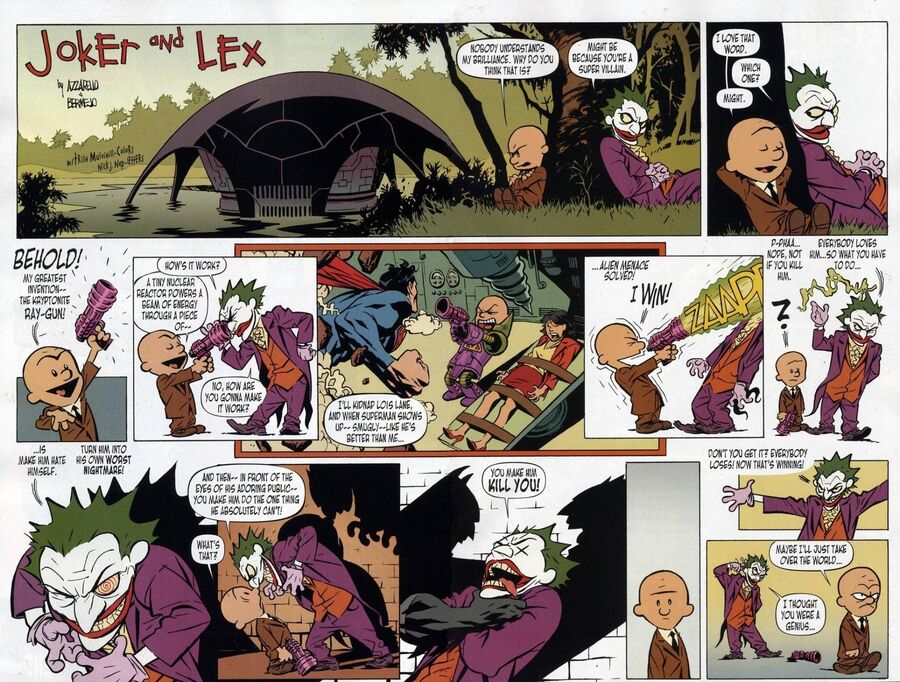 JOKER AND LEX
by AZZARELLO
+
BERMEJO
w/TRISH MULVIHILL-COLORS
NICK J. NAP-LETTERS
NOBODY UNDERSTANDS
MY BRILLIANCE. WHY DO YOU
THINK THAT IS?
MIGHT BE
BECAUSE YOU'RE A
SUPER VILLAIN.
I LOVE THAT
WORD.
WHICH
ONE?
MIGHT.
BEHOLD!
MY GREATEST
INVENTION--
THE KRYPTONITE
RAY-GUN!
HOW'S IT WORK?
A TINY NUCLEAR
REACTOR POWERS A
BEAM OF ENERGY
THROUGH A PIECE
OF--
NO, HOW ARE
YOU GONNA MAKE
IT WORK?
I'LL KIDNAP LOIS LANE,
AND WHEN SUPERMAN SHOWS
UP-- SMUGLY--LIKE HE'S
BETTER THAN ME...
...ALIEN MENACE
SOLVED!
I WIN!
ZAAAP!
P-PHAA...
NOPE, NOT
IF YOU KILL
HIM.
?
EVERYBODY LOVES
HIM...SO WHAT YOU HAVE
TO DO...
...IS
MAKE HIM HATE
HIMSELF.
TURN HIM INTO
HIS OWN WORST
NIGHTMARE!
AND THEN-- IN FRONT OF THE
EYES OF HIS ADORING PUBLIC--
YOU MAKE HIM DO THE ONE THING
HE ABSOLUTELY CAN'T!
WHAT'S
THAT?
YOU MAKE HIM
KILL YOU!
DON'T YOU GET IT? EVERYBODY
LOSES! NOW THAT'S WINNING!
MAYBE I'LL JUST TAKE
OVER THE WORLD...
I THOUGHT
YOU WERE A
GENIUS...